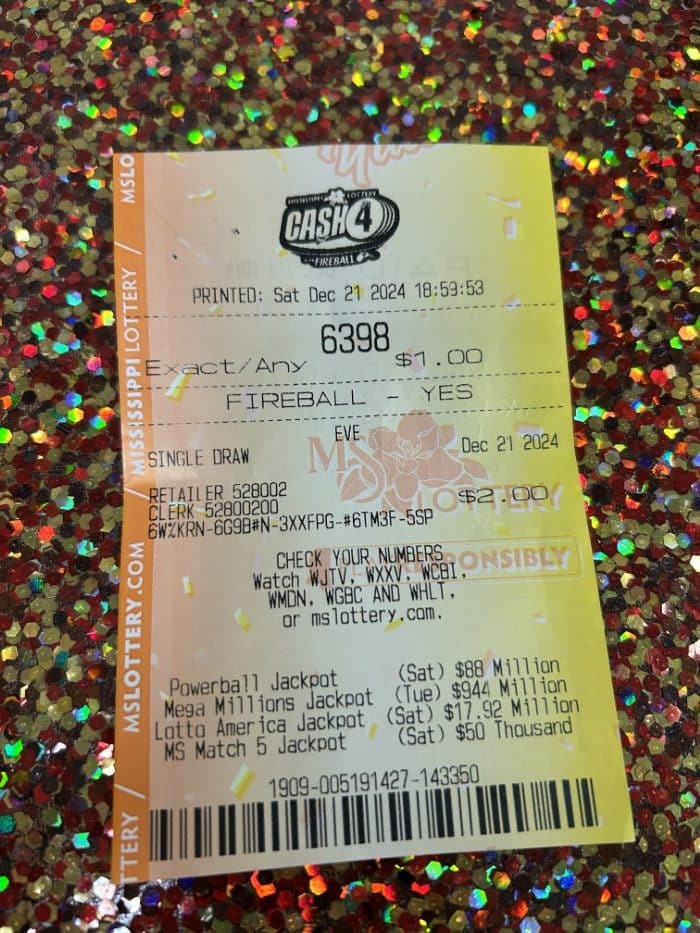 MISSISSIPPI LOTTERY
CASH 4
FIREBALL
PRINTED: Sat Dec 21 2024 18:59:53
6398
Exact/Any $1.00
FIREBALL - YES
EVE
SINGLE DRAW Dec 21 2024
MS
LOTTERY
RETAILER 528002 $2.00
CLERK 52800200
6W%KRN-6G9B#N-3XXFPG-#6TM3F-5SP
CHECK YOUR NUMBERS
Watch WJTV, WXXV, WCBI,
WMDN, WGBC AND WHLT,
or mslottery.com.
RESPONSIBLY
Powerball Jackpot (Sat) $88 Million
Mega Millions Jackpot (Tue) $944 Million
Lotto America Jackpot (Sat) $17.92 Million
MS Match 5 Jackpot (Sat) $50 Thousand
1909-005191427-143350
TTERY / MSLOTTERY.COM / MISSISSIPPI LOTTERY / MSLO